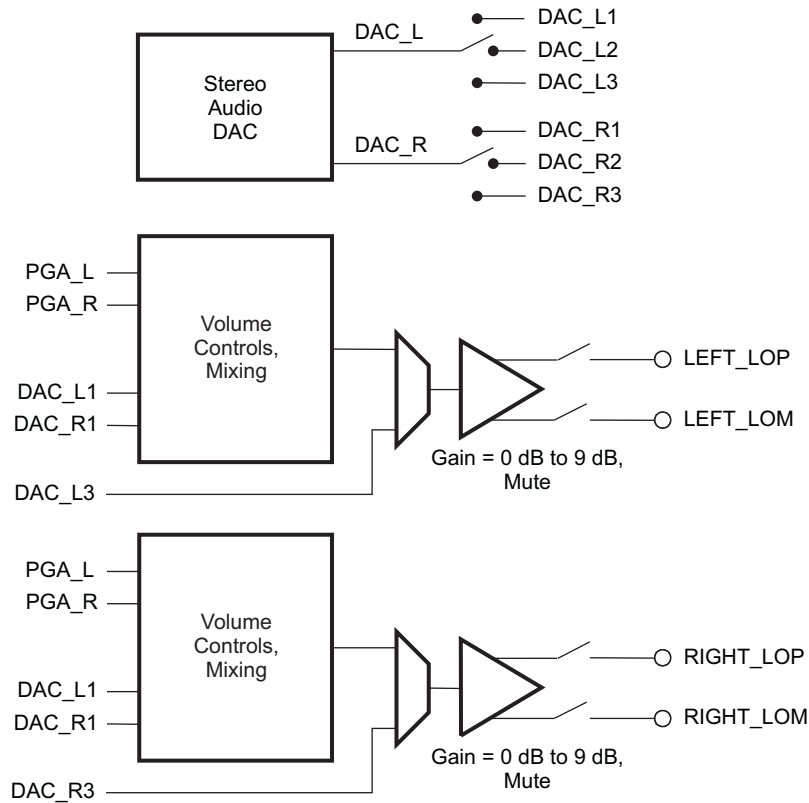 DAC_L
DAC_L1
DAC_L2
DAC_L3
Stereo
Audio
DAC
DAC_R
DAC_R1
DAC_R2
DAC_R3
PGA_L
PGA_R
DAC_L1
DAC_R1
DAC_L3
Volume
Controls,
Mixing
LEFT_LOP
LEFT_LOM
Gain = 0 dB to 9 dB,
Mute
PGA_L
PGA_R
DAC_L1
DAC_R1
DAC_R3
Volume
Controls,
Mixing
RIGHT_LOP
RIGHT_LOM
Gain = 0 dB to 9 dB,
Mute